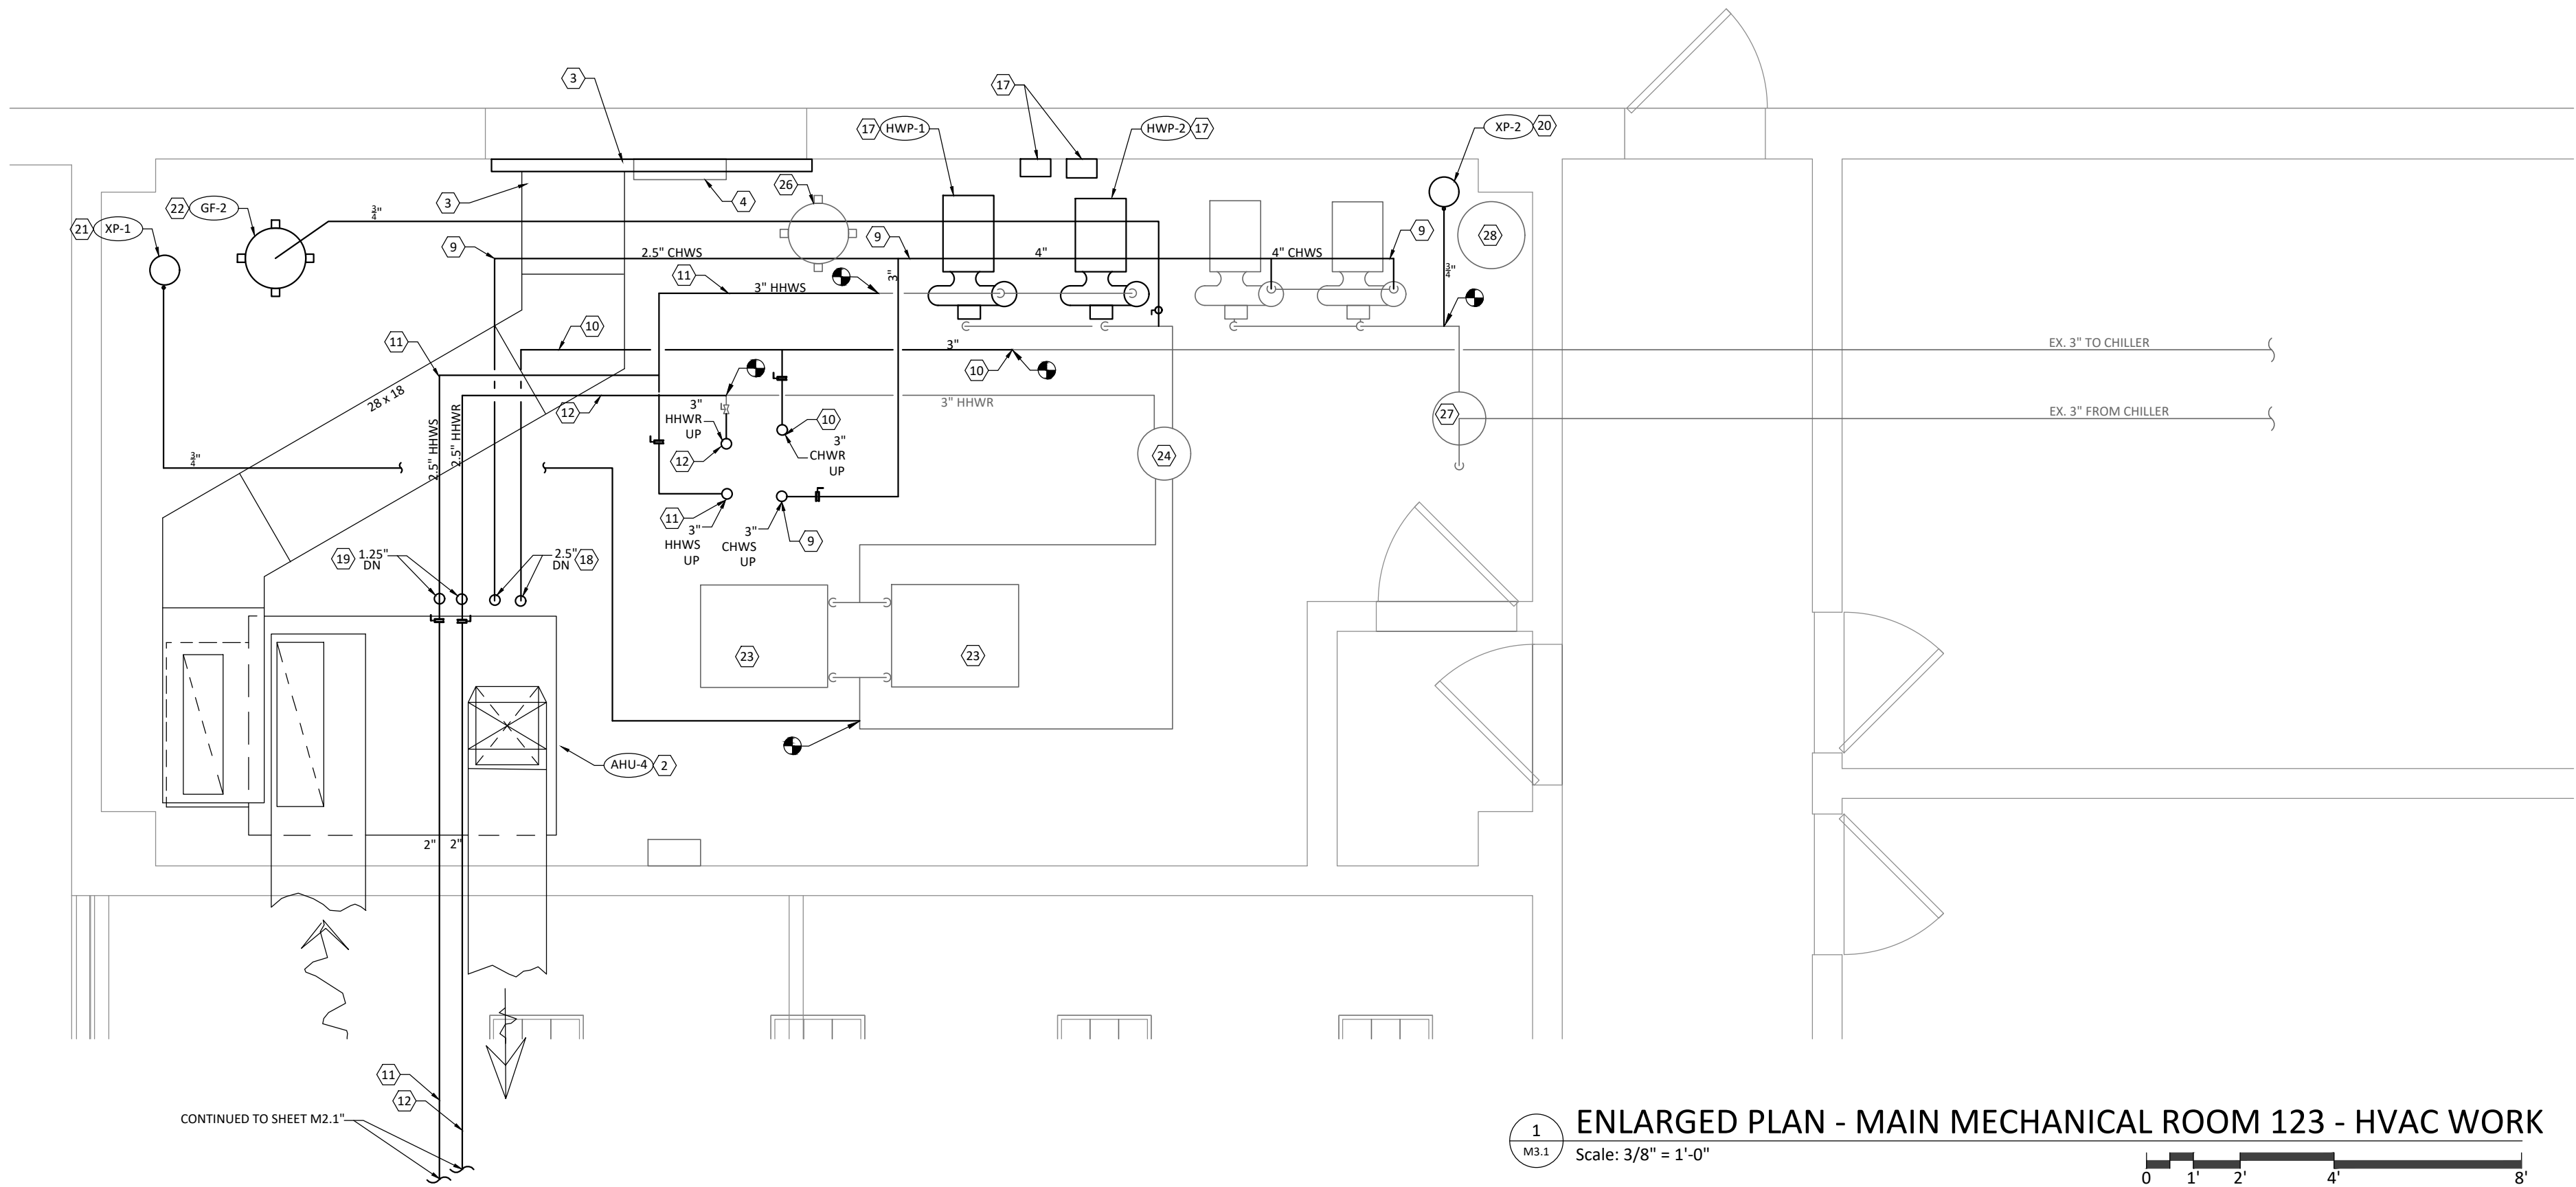 3
17
17 HWP-1
HWP-2 17
XP-2 20
26
3
4
22 GF-2
21 XP-1
3/4"
9
2.5" CHWS
9
4"
4" CHWS
9
28
3"
3/4"
11
3" HHWS
10
11
3"
10
EX. 3" TO CHILLER
28 x 18
12
3" HHWR
3"
HHWR
UP
10
3"
CHWR
UP
27
EX. 3" FROM CHILLER
2.5" HHWS
2.5" HHWR
3/4"
12
24
11
3"
HHWS
UP
3"
CHWS
UP
9
19 1.25"
DN
2.5"
DN 18
23
23
AHU-4 2
2"
2"
11
12
CONTINUED TO SHEET M2.1"
1
M3.1
ENLARGED PLAN - MAIN MECHANICAL ROOM 123 - HVAC WORK
Scale: 3/8" = 1'-0"
0 1' 2' 4' 8'